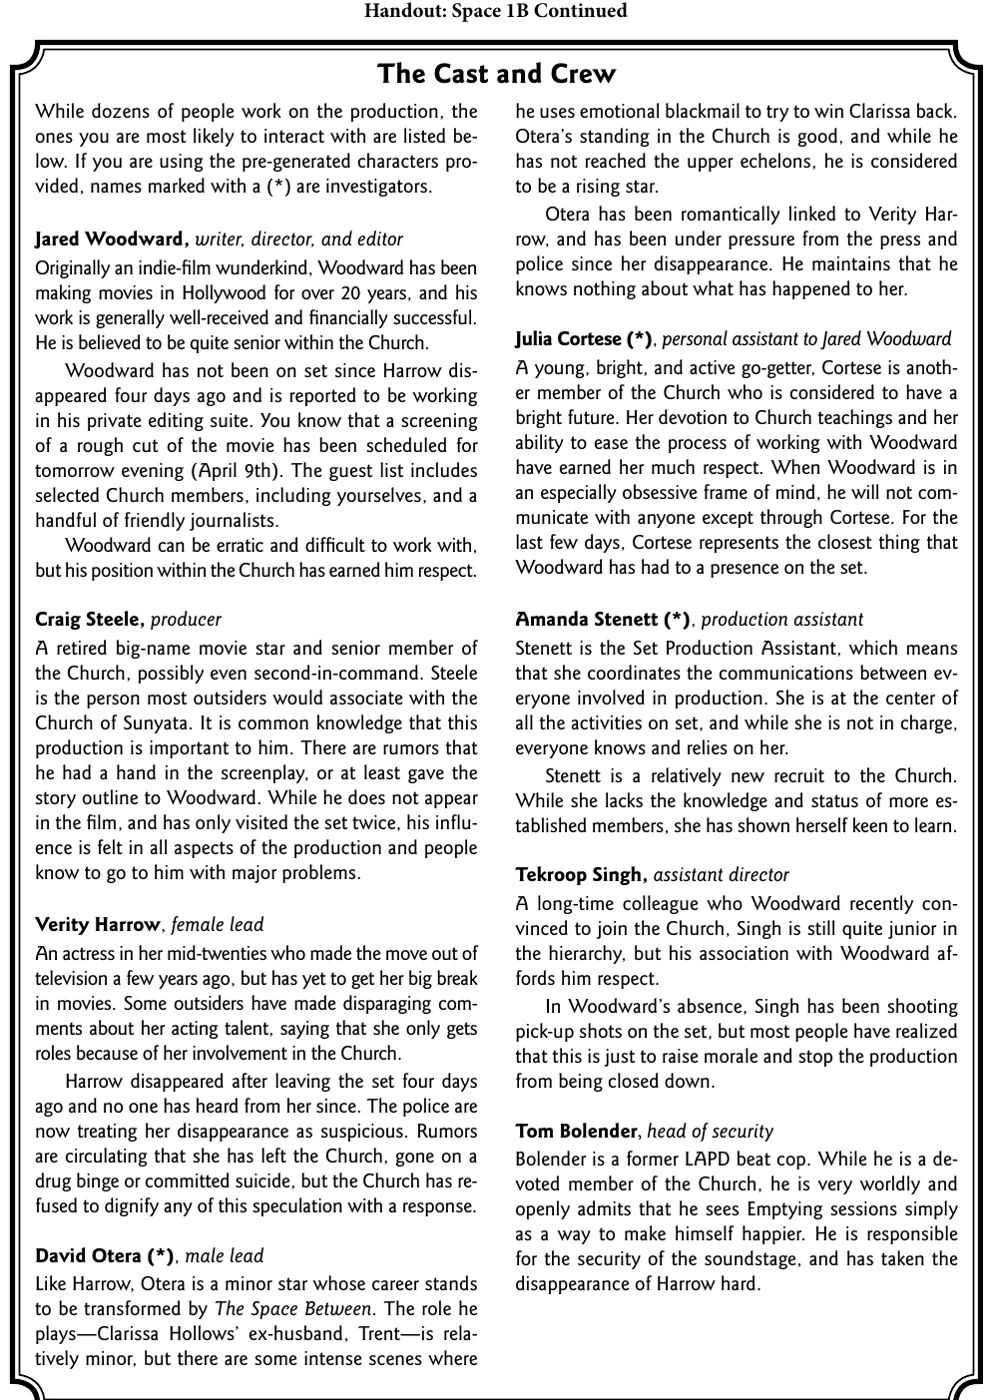 Handout: Space 1B Continued
The Cast and Crew
While dozens of people work on the production, the
ones you are most likely to interact with are listed be-
low. If you are using the pre-generated characters pro-
vided, names marked with a (*) are investigators.
Jared Woodward, writer, director, and editor
Originally an indie-film wunderkind, Woodward has been
making movies in Hollywood for over 20 years, and his
work is generally well-received and financially successful.
He is believed to be quite senior within the Church.
Woodward has not been on set since Harrow dis-
appeared four days ago and is reported to be working
in his private editing suite. You know that a screening
of a rough cut of the movie has been scheduled for
tomorrow evening (April 9th). The guest list includes
selected Church members, including yourselves, and a
handful of friendly journalists.
Woodward can be erratic and difficult to work with,
but his position within the Church has earned him respect.
Craig Steele, producer
A retired big-name movie star and senior member of
the Church, possibly even second-in-command. Steele
is the person most outsiders would associate with the
Church of Sunyata. It is common knowledge that this
production is important to him. There are rumors that
he had a hand in the screenplay, or at least gave the
story outline to Woodward. While he does not appear
in the film, and has only visited the set twice, his influ-
ence is felt in all aspects of the production and people
know to go to him with major problems.
Verity Harrow, female lead
An actress in her mid-twenties who made the move out of
television a few years ago, but has yet to get her big break
in movies. Some outsiders have made disparaging com-
ments about her acting talent, saying that she only gets
roles because of her involvement in the Church.
Harrow disappeared after leaving the set four days
ago and no one has heard from her since. The police are
now treating her disappearance as suspicious. Rumors
are circulating that she has left the Church, gone on a
drug binge or committed suicide, but the Church has re-
fused to dignify any of this speculation with a response.
David Otera (*), male lead
Like Harrow, Otera is a minor star whose career stands
to be transformed by The Space Between. The role he
plays—Clarissa Hollows’ ex-husband, Trent—is rela-
tively minor, but there are some intense scenes where
he uses emotional blackmail to try to win Clarissa back.
Otera’s standing in the Church is good, and while he
has not reached the upper echelons, he is considered
to be a rising star.
Otera has been romantically linked to Verity Har-
row, and has been under pressure from the press and
police since her disappearance. He maintains that he
knows nothing about what has happened to her.
Julia Cortese (*), personal assistant to Jared Woodward
A young, bright, and active go-getter, Cortese is anoth-
er member of the Church who is considered to have a
bright future. Her devotion to Church teachings and her
ability to ease the process of working with Woodward
have earned her much respect. When Woodward is in
an especially obsessive frame of mind, he will not com-
municate with anyone except through Cortese. For the
last few days, Cortese represents the closest thing that
Woodward has had to a presence on the set.
Amanda Stenett (*), production assistant
Stenett is the Set Production Assistant, which means
that she coordinates the communications between ev-
eryone involved in production. She is at the center of
all the activities on set, and while she is not in charge,
everyone knows and relies on her.
Stenett is a relatively new recruit to the Church.
While she lacks the knowledge and status of more es-
tablished members, she has shown herself keen to learn.
Tekroop Singh, assistant director
A long-time colleague who Woodward recently con-
vinced to join the Church, Singh is still quite junior in
the hierarchy, but his association with Woodward af-
fords him respect.
In Woodward’s absence, Singh has been shooting
pick-up shots on the set, but most people have realized
that this is just to raise morale and stop the production
from being closed down.
Tom Bolender, head of security
Bolender is a former LAPD beat cop. While he is a de-
voted member of the Church, he is very worldly and
openly admits that he sees Emptying sessions simply
as a way to make himself happier. He is responsible
for the security of the soundstage, and has taken the
disappearance of Harrow hard.